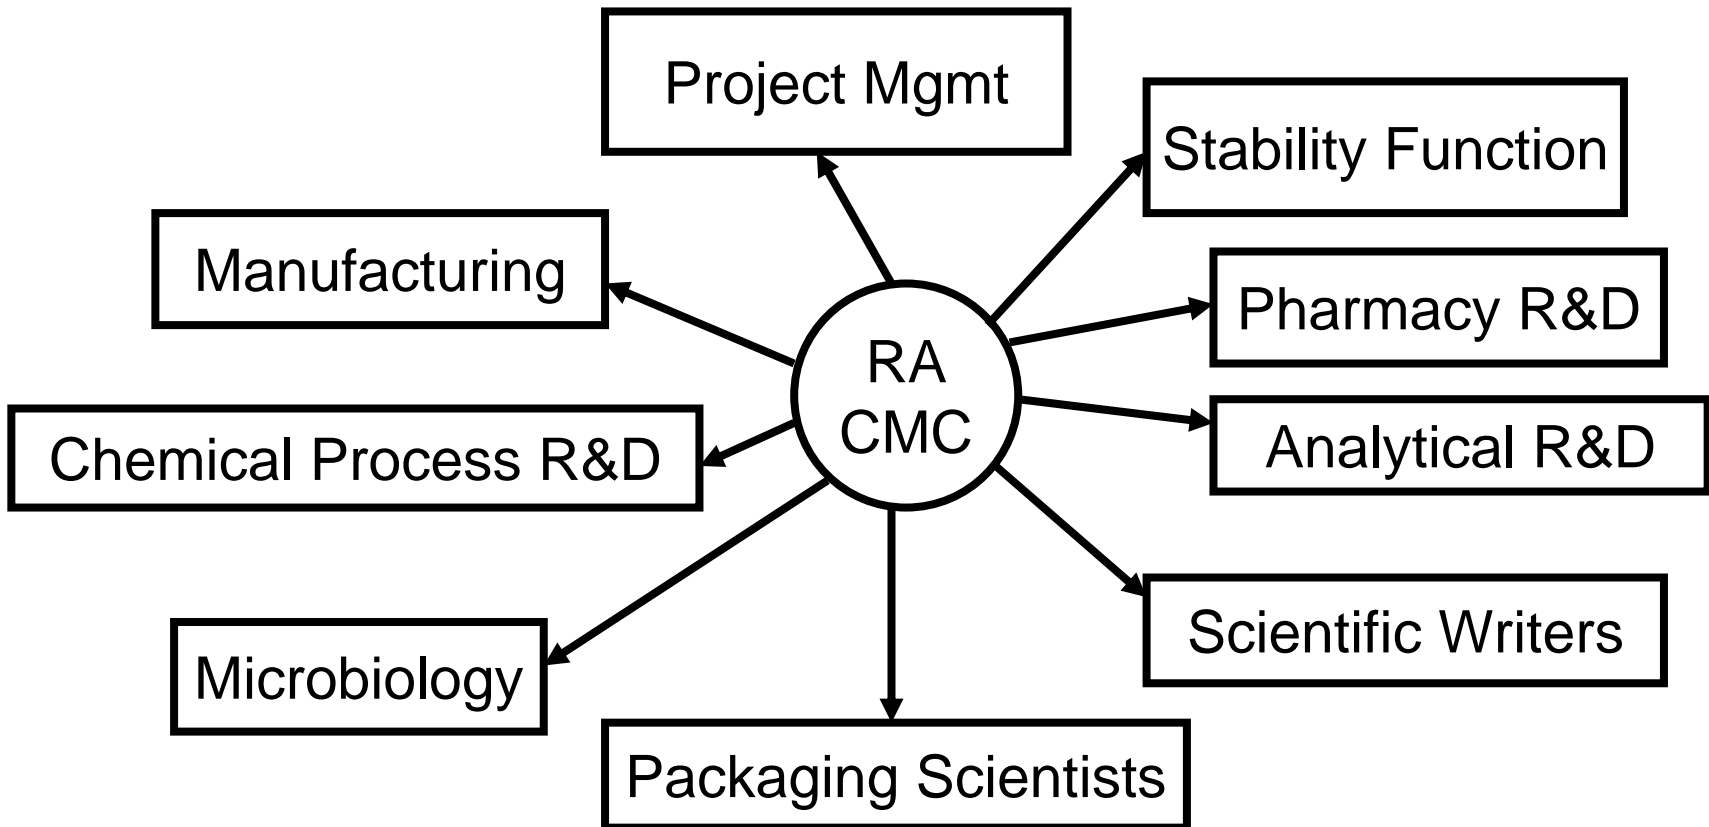 Project Mgmt
Stability Function
Manufacturing
Pharmacy R&D
RA
CMC
Chemical Process R&D
Analytical R&D
Scientific Writers
Microbiology
Packaging Scientists